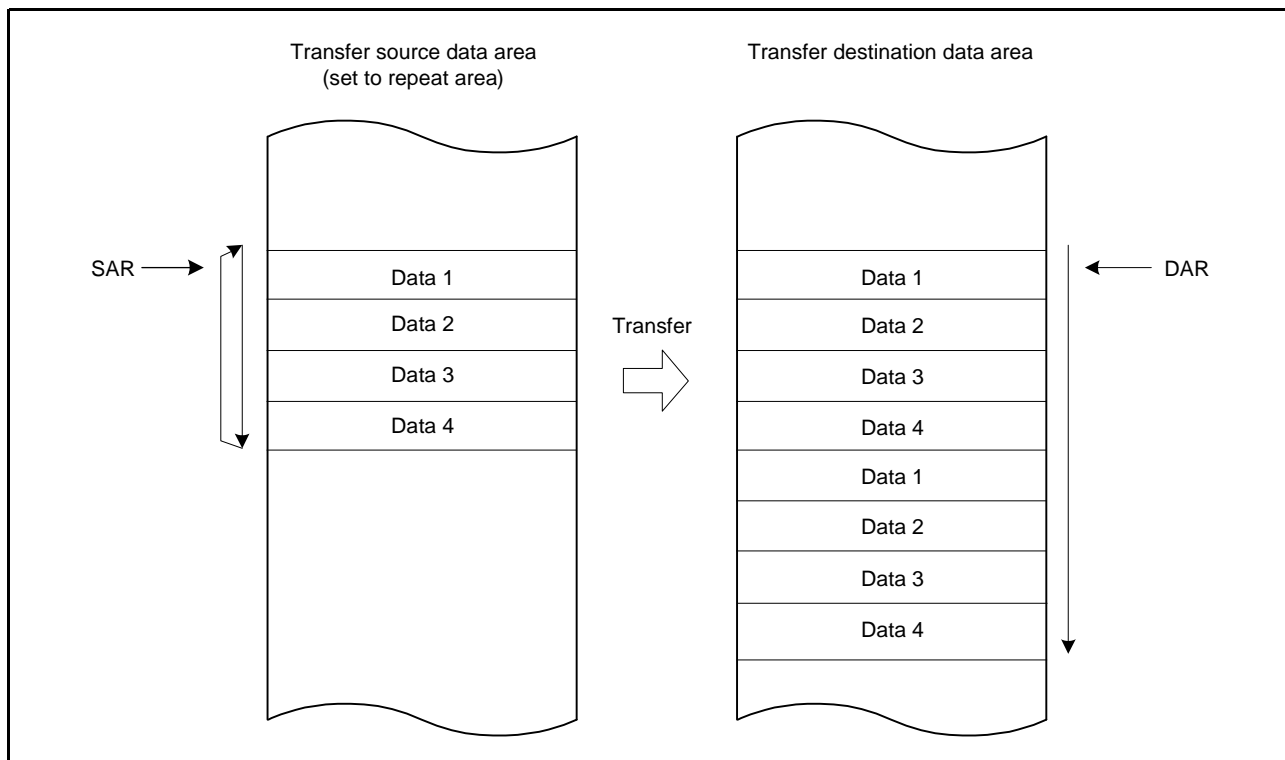 Transfer source data area
(set to repeat area)
Transfer destination data area
SAR
Data 1
Data 2
Data 3
Data 4
Transfer
Data 1
Data 2
Data 3
Data 4
Data 1
Data 2
Data 3
Data 4
DAR